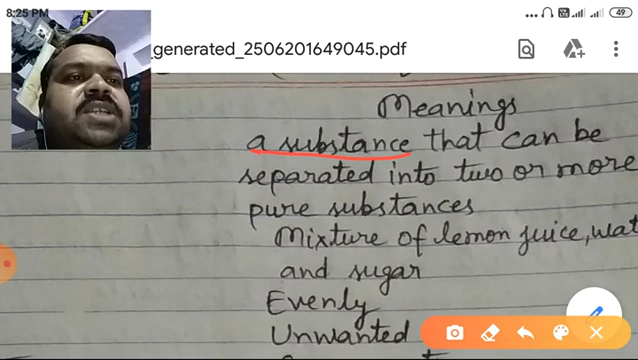 8:25 PM
49
_generated_2506201649045.pdf
Meanings
a substance that can be
separated into two or more
pure substances
Mixture of lemon juice, wat
and sugar
Evenly
Unwanted